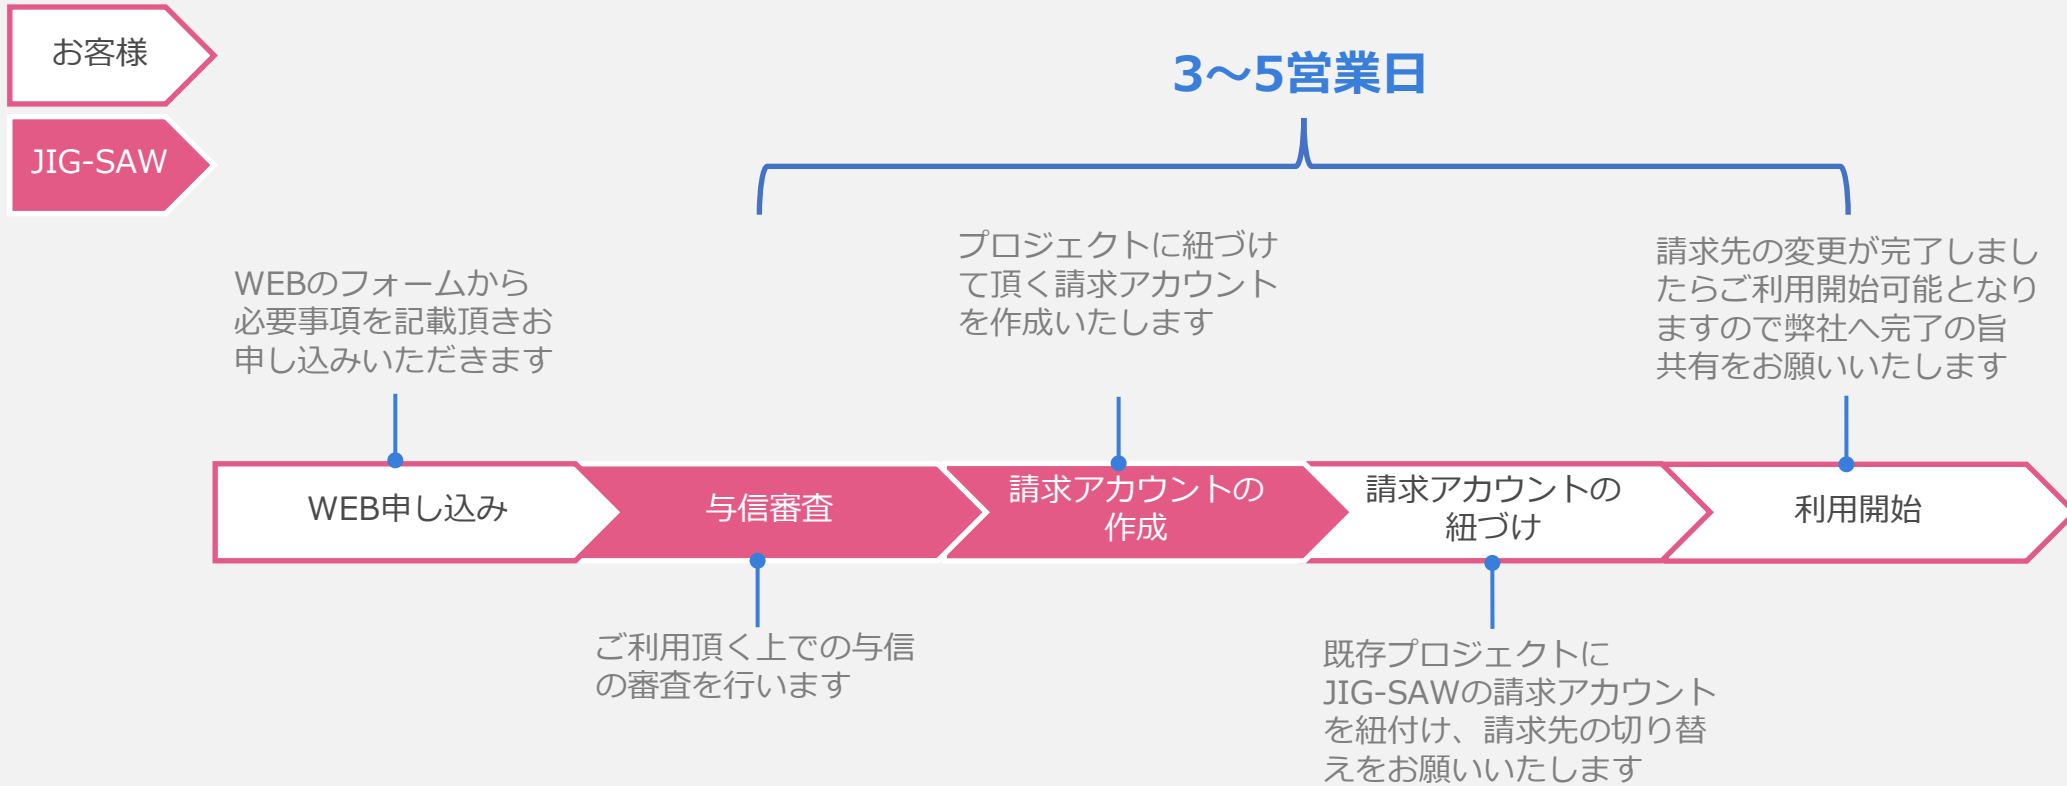 お客様
JIG-SAW
3～5営業日
WEBのフォームから
必要事項を記載頂きお
申し込みいただきます
プロジェクトに紐づけ
て頂く請求アカウント
を作成いたします
請求先の変更が完了しまし
たらご利用開始可能となり
ますので弊社へ完了の旨
共有をお願いいたします
WEB申し込み
与信審査
請求アカウントの
作成
請求アカウントの
紐づけ
利用開始
ご利用頂く上での与信
の審査を行います
既存プロジェクトに
JIG-SAWの請求アカウント
を紐付け、請求先の切り替
えをお願いいたします